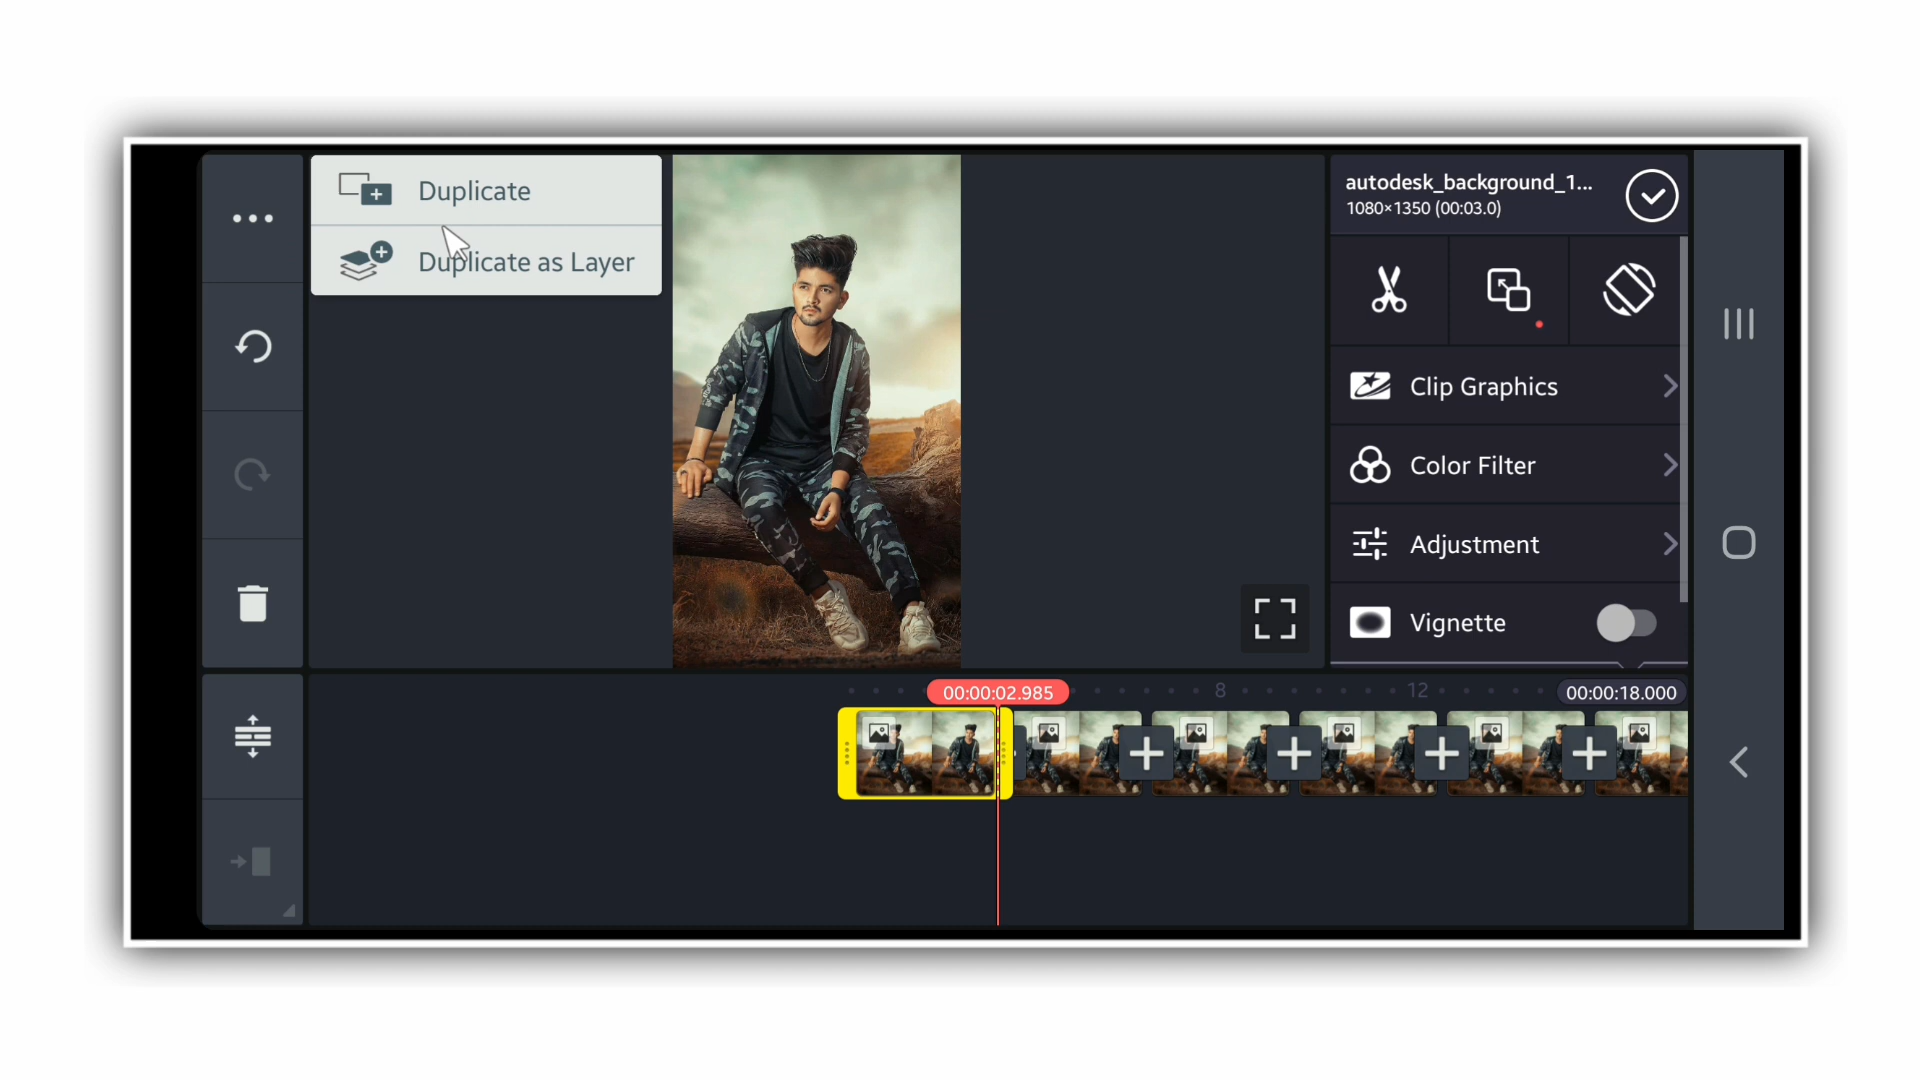 Duplicate
Duplicate as Layer
autodesk_background_1...
1080×1350 (00:03.0)
Clip Graphics
Color Filter
Adjustment
Vignette
00:00:02.985
8
12
00:00:18.000